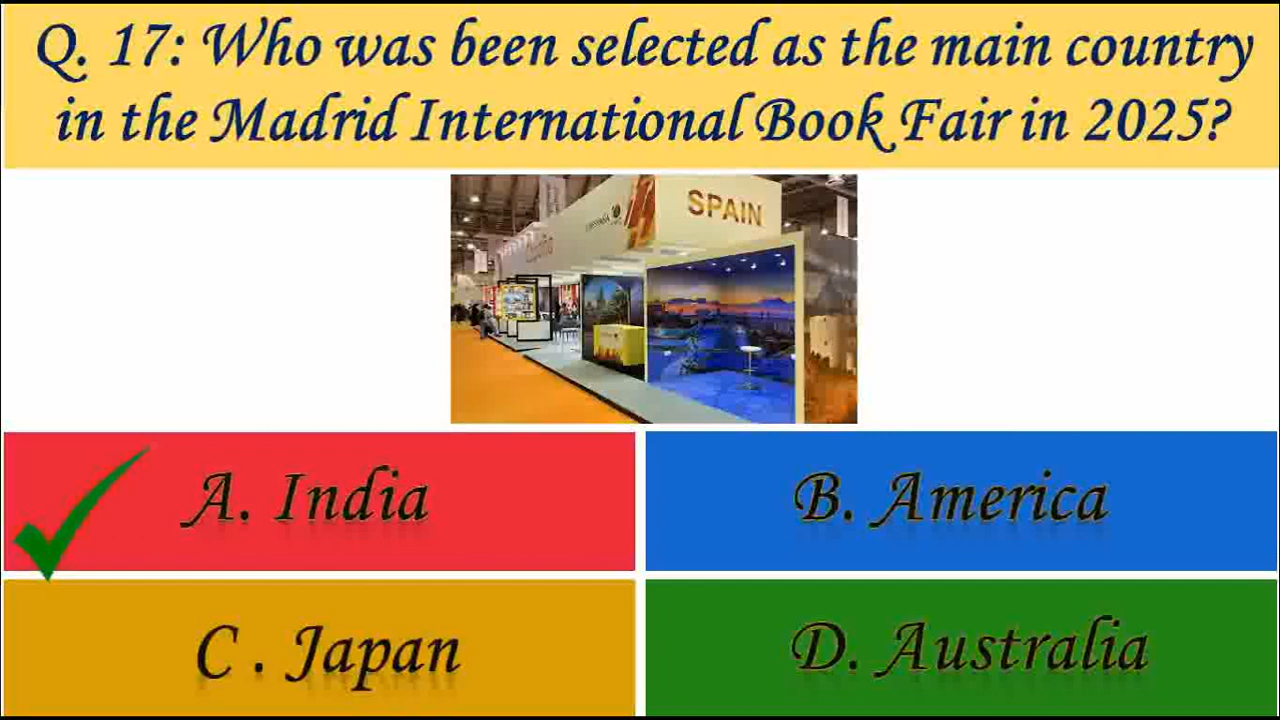 Q. 17: Who was been selected as the main country
in the Madrid International Book Fair in 2025?
SPAIN
A. India
B. America
C . Japan
D. Australia